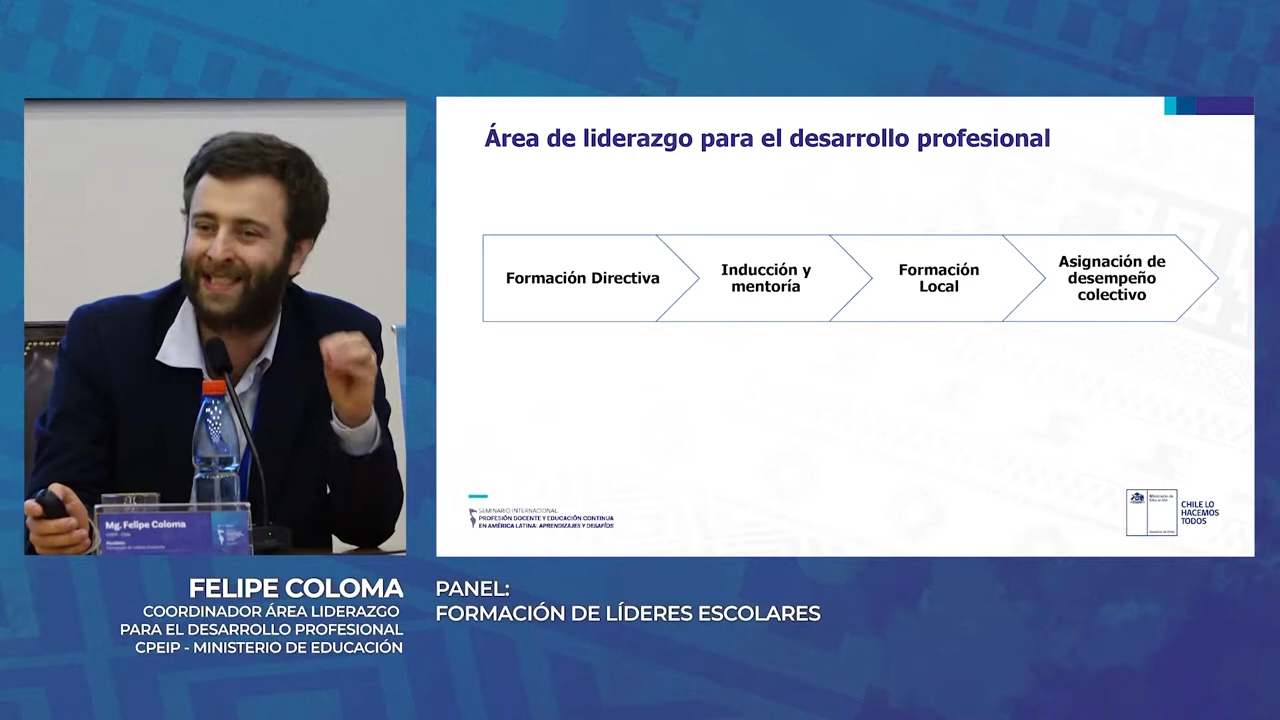 Área de liderazgo para el desarrollo profesional
Formación Directiva
Inducción y
mentoría
Formación
Local
Asignación de
desempeño
colectivo
SEMINARIO INTERNACIONAL
PROFESIÓN DOCENTE Y EDUCACIÓN CONTINUA
EN AMÉRICA LATINA: APRENDIZAJES Y DESAFÍOS
CHILE LO
HACEMOS
TODOS
Mg. Felipe Coloma
FELIPE COLOMA
COORDINADOR ÁREA LIDERAZGO
PARA EL DESARROLLO PROFESIONAL
CPEIP - MINISTERIO DE EDUCACIÓN
PANEL:
FORMACIÓN DE LÍDERES ESCOLARES